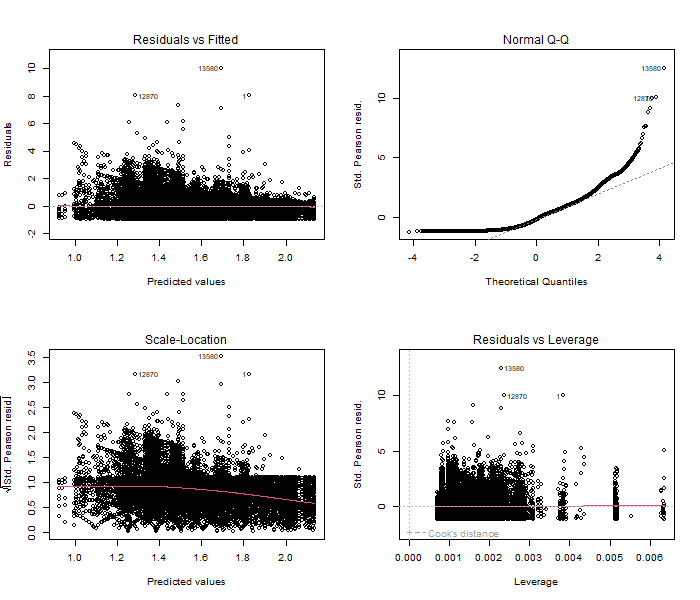 Residuals vs Fitted
Residuals
10
8
6
4
2
0
-2
13580
12870
1
1.0 1.2 1.4 1.6 1.8 2.0
Predicted values
Normal Q-Q
Std. Pearson resid.
10
5
0
13580
12870
-4 -2 0 2 4
Theoretical Quantiles
Scale-Location
√|Std. Pearson resid.|
3.5
3.0
2.5
2.0
1.5
1.0
0.5
0.0
13580
12870
1
1.0 1.2 1.4 1.6 1.8 2.0
Predicted values
Residuals vs Leverage
Std. Pearson resid.
10
5
0
13580
12870
1
Cook's distance
0.000 0.001 0.002 0.003 0.004 0.005 0.006
Leverage